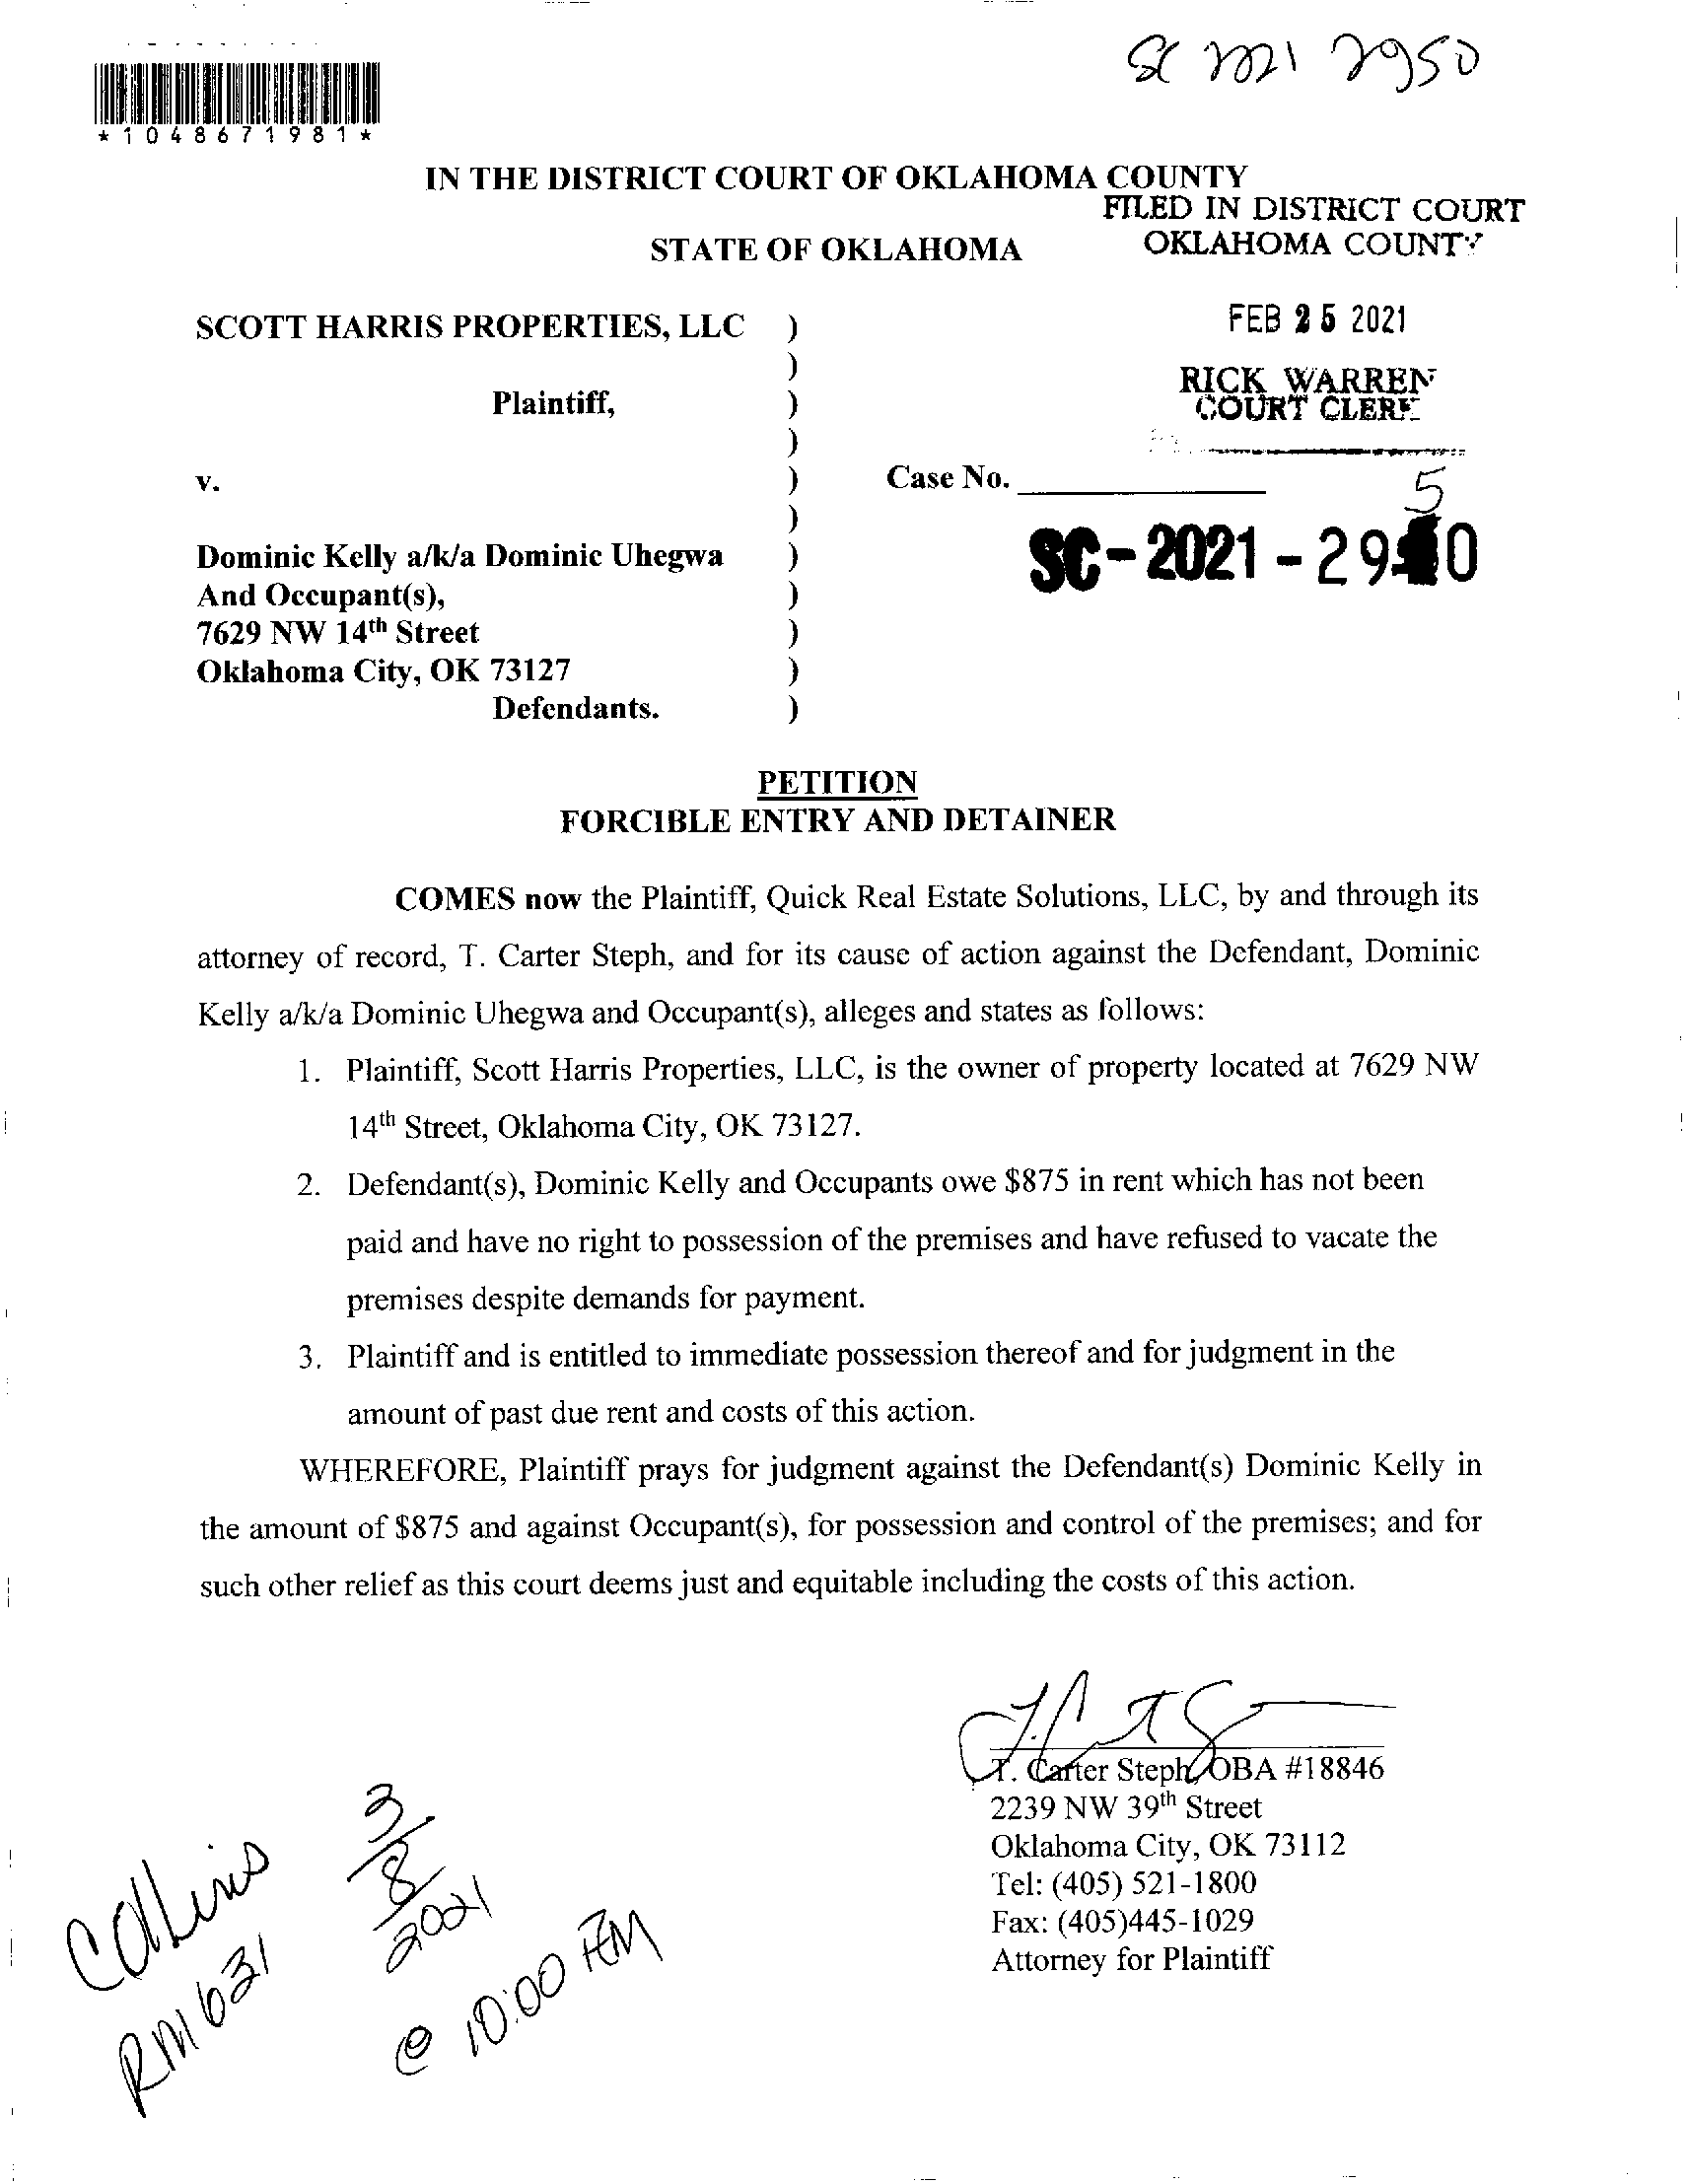 SC 2021 2950
*1048671981*
IN THE DISTRICT COURT OF OKLAHOMA COUNTY
FILED IN DISTRICT COURT
OKLAHOMA COUNTY
STATE OF OKLAHOMA
FEB 25 2021
RICK WARREN
COURT CLERK
SCOTT HARRIS PROPERTIES, LLC )
)
Plaintiff, )
)
v. ) Case No.
)
5
SC-2021-2910
Dominic Kelly a/k/a Dominic Uhegwa )
And Occupant(s), )
7629 NW 14th Street )
Oklahoma City, OK 73127 )
Defendants. )
PETITION
FORCIBLE ENTRY AND DETAINER
COMES now the Plaintiff, Quick Real Estate Solutions, LLC, by and through its
attorney of record, T. Carter Steph, and for its cause of action against the Defendant, Dominic
Kelly a/k/a Dominic Uhegwa and Occupant(s), alleges and states as follows:
1. Plaintiff, Scott Harris Properties, LLC, is the owner of property located at 7629 NW
14th Street, Oklahoma City, OK 73127.
2. Defendant(s), Dominic Kelly and Occupants owe $875 in rent which has not been
paid and have no right to possession of the premises and have refused to vacate the
premises despite demands for payment.
3. Plaintiff and is entitled to immediate possession thereof and for judgment in the
amount of past due rent and costs of this action.
WHEREFORE, Plaintiff prays for judgment against the Defendant(s) Dominic Kelly in
the amount of $875 and against Occupant(s), for possession and control of the premises; and for
such other relief as this court deems just and equitable including the costs of this action.
T. Carter Steph, OBA #18846
2239 NW 39th Street
Oklahoma City, OK 73112
Tel: (405) 521-1800
Fax: (405)445-1029
Attorney for Plaintiff
Collins
RM 631
3/8/2021
@ 10:00 AM